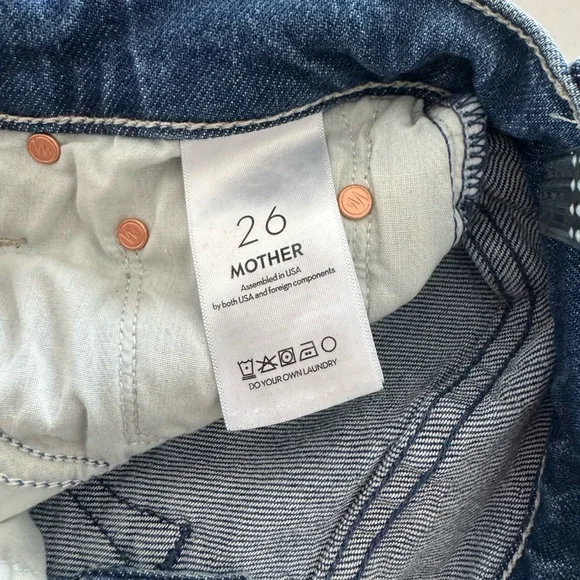 26
MOTHER
Assembled in USA
by both USA and foreign components
DO YOUR OWN LAUNDRY